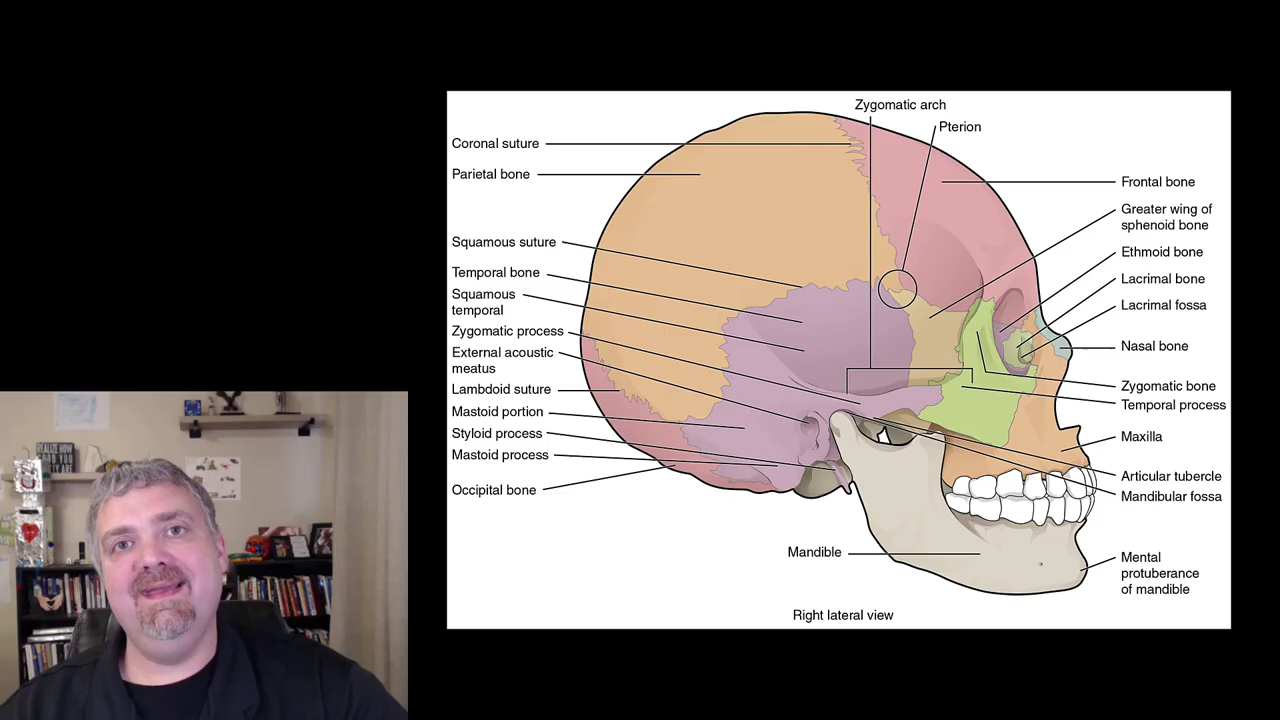 Zygomatic arch
Pterion
Coronal suture
Parietal bone
Squamous suture
Temporal bone
Squamous
temporal
Zygomatic process
External acoustic
meatus
Lambdoid suture
Mastoid portion
Styloid process
Mastoid process
Occipital bone
Frontal bone
Greater wing of
sphenoid bone
Ethmoid bone
Lacrimal bone
Lacrimal fossa
Nasal bone
Zygomatic bone
Temporal process
Maxilla
Articular tubercle
Mandibular fossa
Mandible
Mental
protuberance
of mandible
Right lateral view